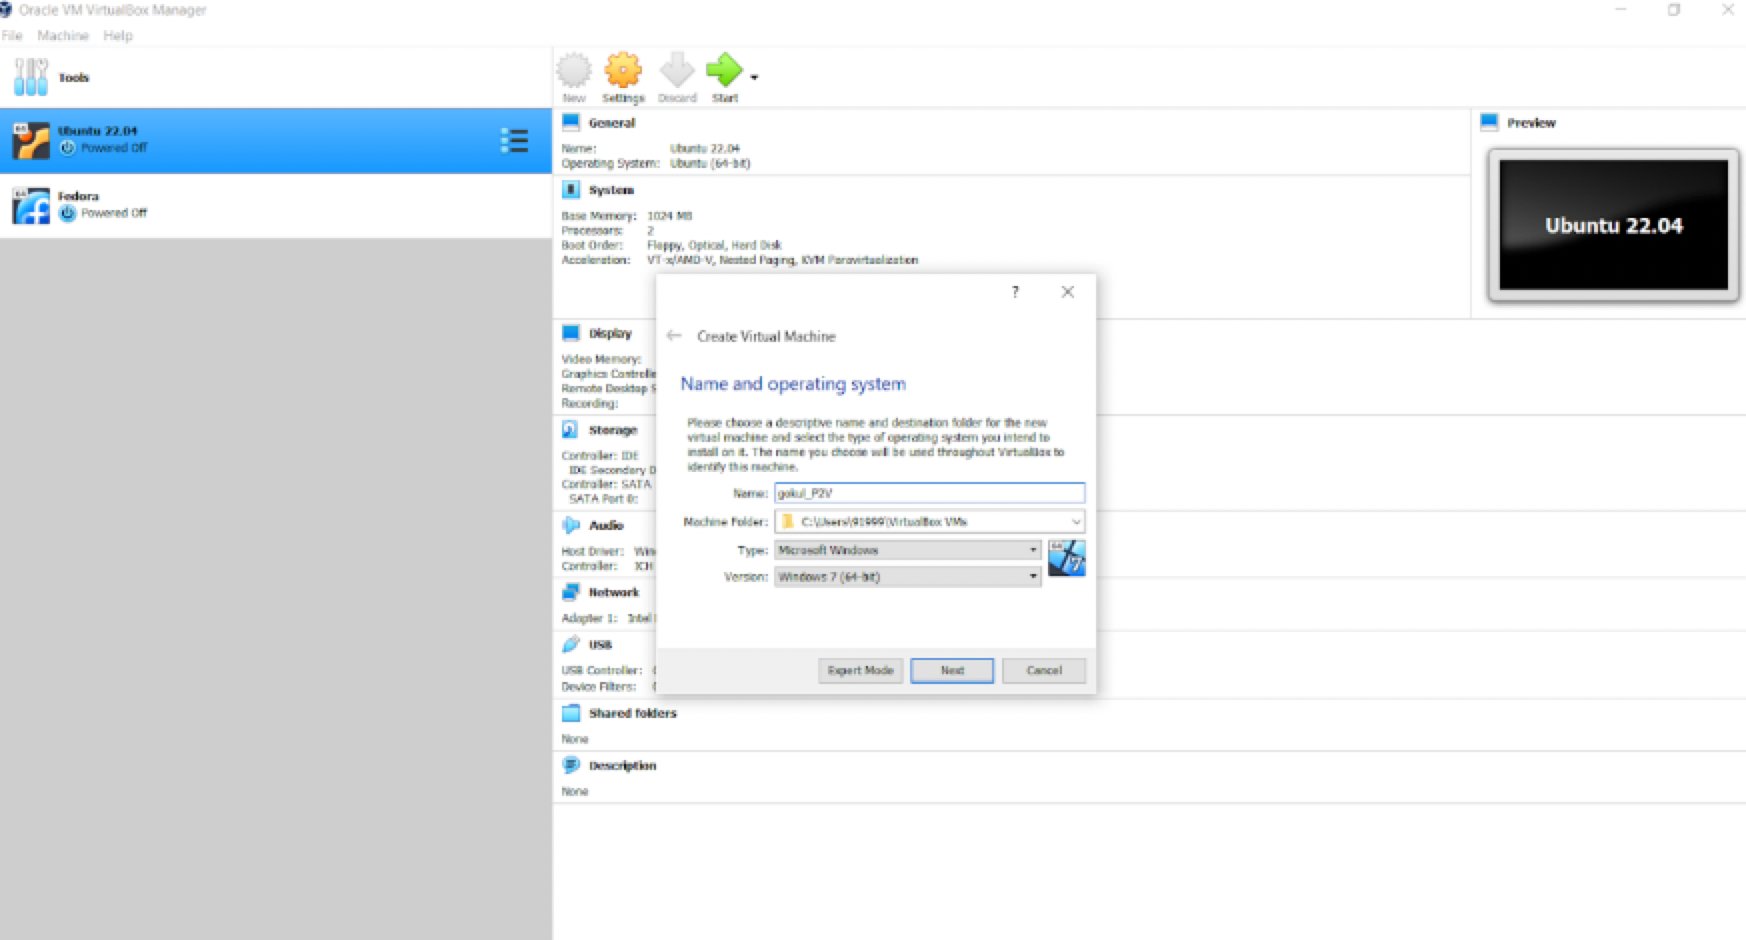 Oracle VM VirtualBox Manager
File Machine Help
Tools
New Settings Discard Start
Ubuntu 22.04
Powered Off
Fedora
Powered Off
General
Name: Ubuntu 22.04
Operating System: Ubuntu (64-bit)
Preview
Ubuntu 22.04
System
Base Memory: 1024 MB
Processors: 2
Boot Order: Floppy, Optical, Hard Disk
Acceleration: VT-x/AMD-V, Nested Paging, KVM Paravirtualization
Display
Video Memory:
Graphics Controlle
Remote Desktop S
Recording:
Storage
Controller: IDE
IDE Secondary D
Controller: SATA
SATA Port 0:
Audio
Host Driver: Win
Controller: ICH
Network
Adapter 1: Intel
USB
USB Controller:
Device Filters:
Shared folders
None
Description
None
?
Create Virtual Machine
Name and operating system
Please choose a descriptive name and destination folder for the new
virtual machine and select the type of operating system you intend to
install on it. The name you choose will be used throughout VirtualBox to
identify this machine.
Name: gokul_P2V
Machine Folder: C:\Users\91999\VirtualBox VMs
Type: Microsoft Windows
Version: Windows 7 (64-bit)
64
7
Expert Mode Next Cancel